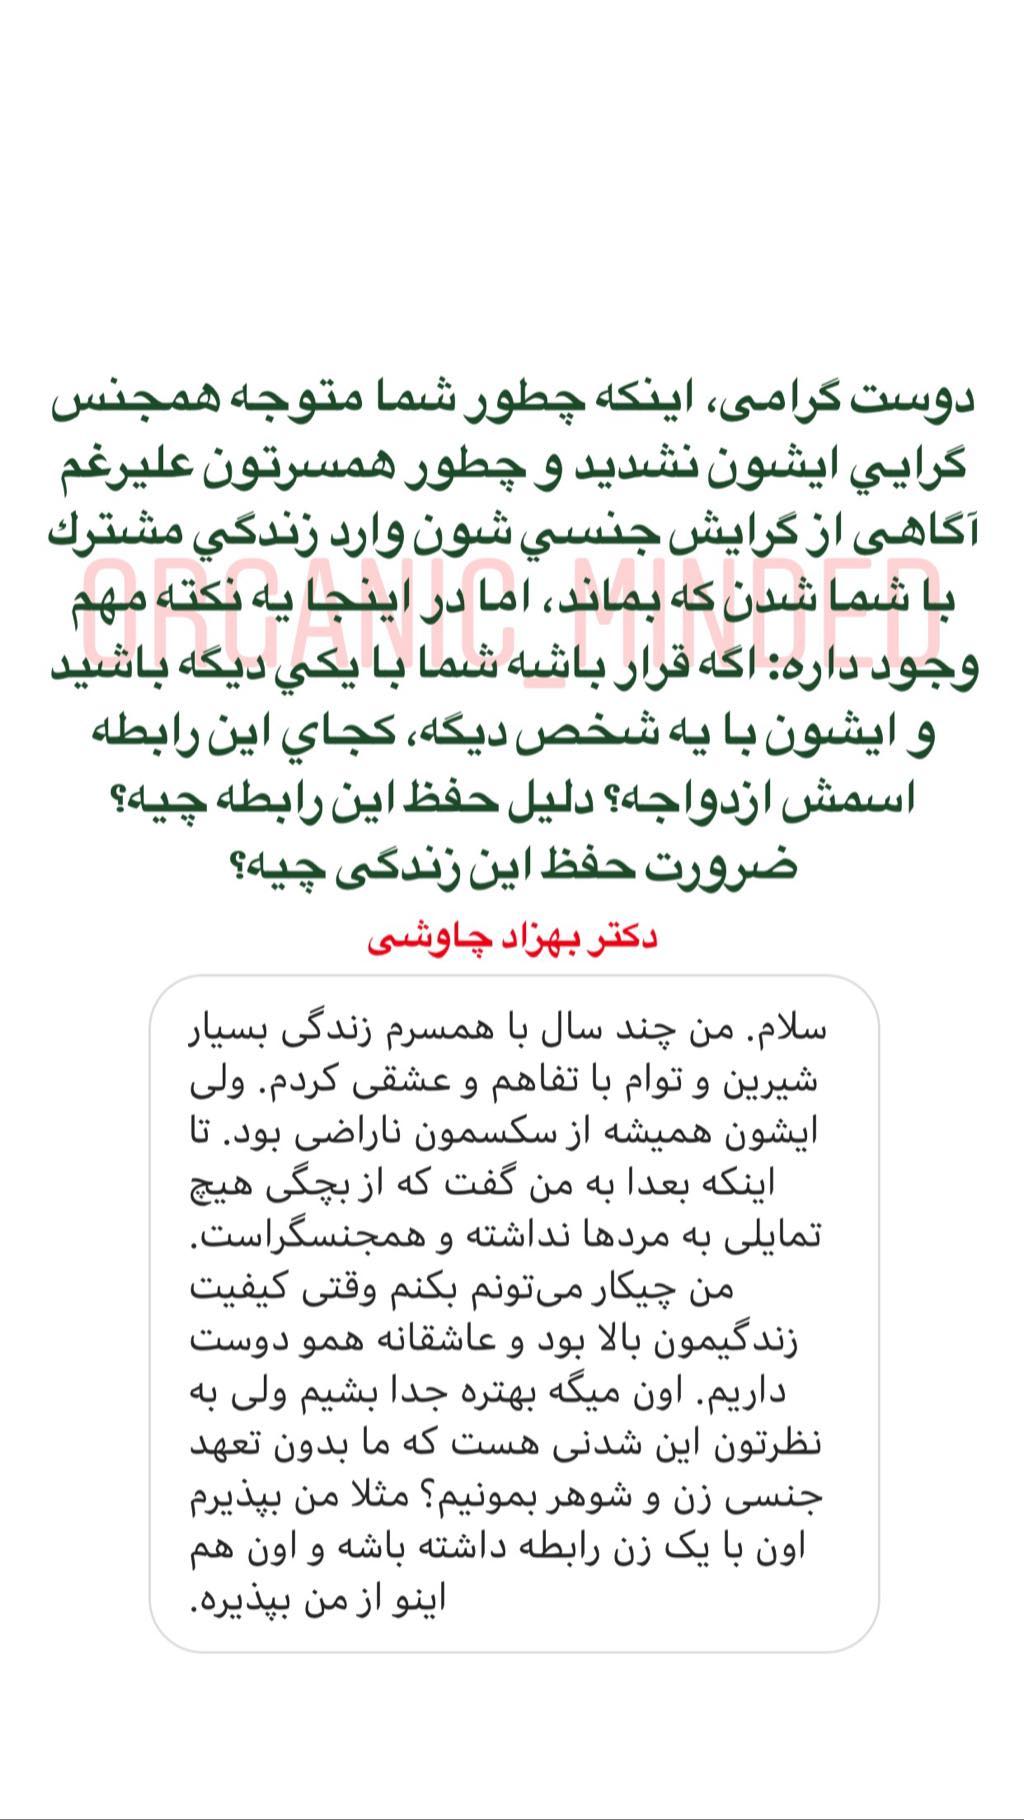 دوست گرامی، اینکه چطور شما متوجه همجنس
گرايي ایشون نشدید و چطور همسرتون علیرغم
آگاهی از گرایش جنسي شون وارد زندگي مشترك
با شما شدن که بماند، اما در اینجا یه نکته مهم
ORGANIC_MINDED
وجود داره: اگه قرار باشه شما با يكي دیگه باشید
و ایشون با یه شخص دیگه، کجاي این رابطه
اسمش ازدواجه؟ دلیل حفظ این رابطه چیه؟
ضرورت حفظ این زندگی چیه؟
دکتر بهزاد چاوشی
سلام. من چند سال با همسرم زندگی بسیار
شیرین و توام با تفاهم و عشقی کردم. ولی
ایشون همیشه از سکسمون ناراضی بود. تا
اینکه بعدا به من گفت که از بچگی هیچ
تمایلی به مردها نداشته و همجنسگراست.
من چیکار می‌تونم بکنم وقتی کیفیت
زندگیمون بالا بود و عاشقانه همو دوست
داریم. اون میگه بهتره جدا بشیم ولی به
نظرتون این شدنی هست که ما بدون تعهد
جنسی زن و شوهر بمونیم؟ مثلا من بپذیرم
اون با یک زن رابطه داشته باشه و اون هم
اینو از من بپذیره.